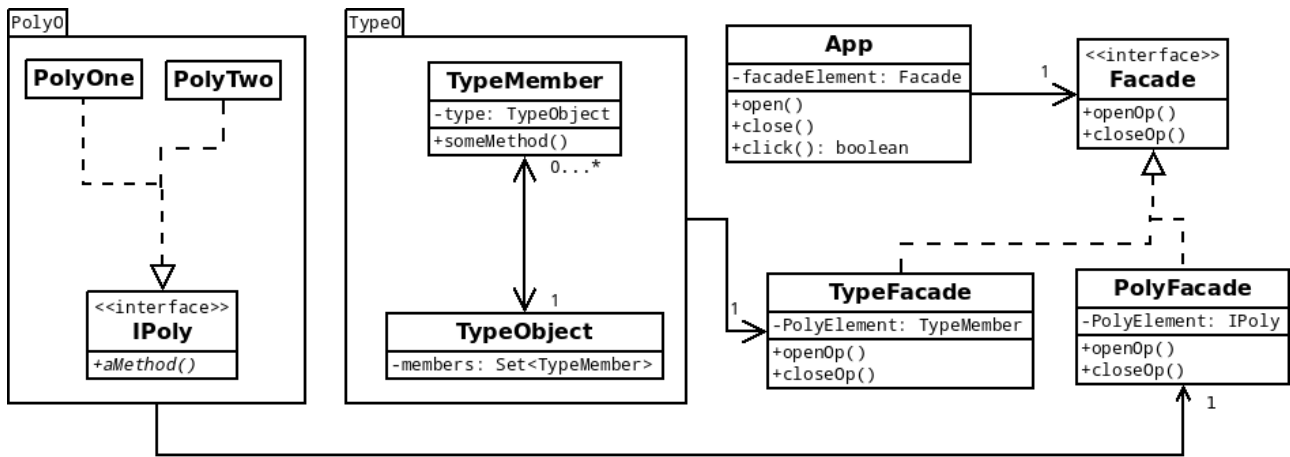 PolyO
PolyOne
PolyTwo
<<interface>>
IPoly
+aMethod()
TypeO
TypeMember
-type: TypeObject
+someMethod()
0...*
1
TypeObject
-members: Set<TypeMember>
App
-facadeElement: Facade
+open()
+close()
+click(): boolean
1
<<interface>>
Facade
+openOp()
+closeOp()
1
TypeFacade
-PolyElement: TypeMember
+openOp()
+closeOp()
PolyFacade
-PolyElement: IPoly
+openOp()
+closeOp()
1